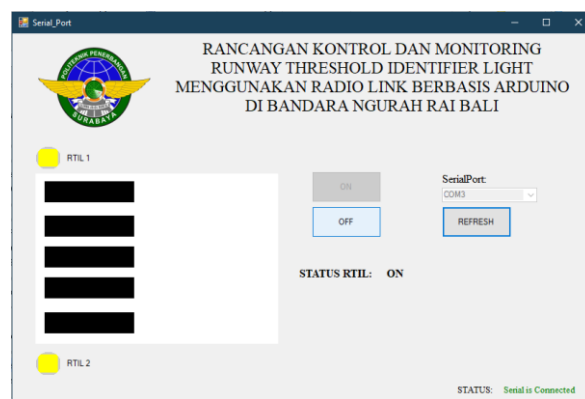 Serial_Port
POLITEKNIK PENERBANGAN
SURABAYA
RANCANGAN KONTROL DAN MONITORING
RUNWAY THRESHOLD IDENTIFIER LIGHT
MENGGUNAKAN RADIO LINK BERBASIS ARDUINO
DI BANDARA NGURAH RAI BALI
RTIL 1
ON
OFF
SerialPort:
COM3
REFRESH
STATUS RTIL: ON
RTIL 2
STATUS: Serial is Connected